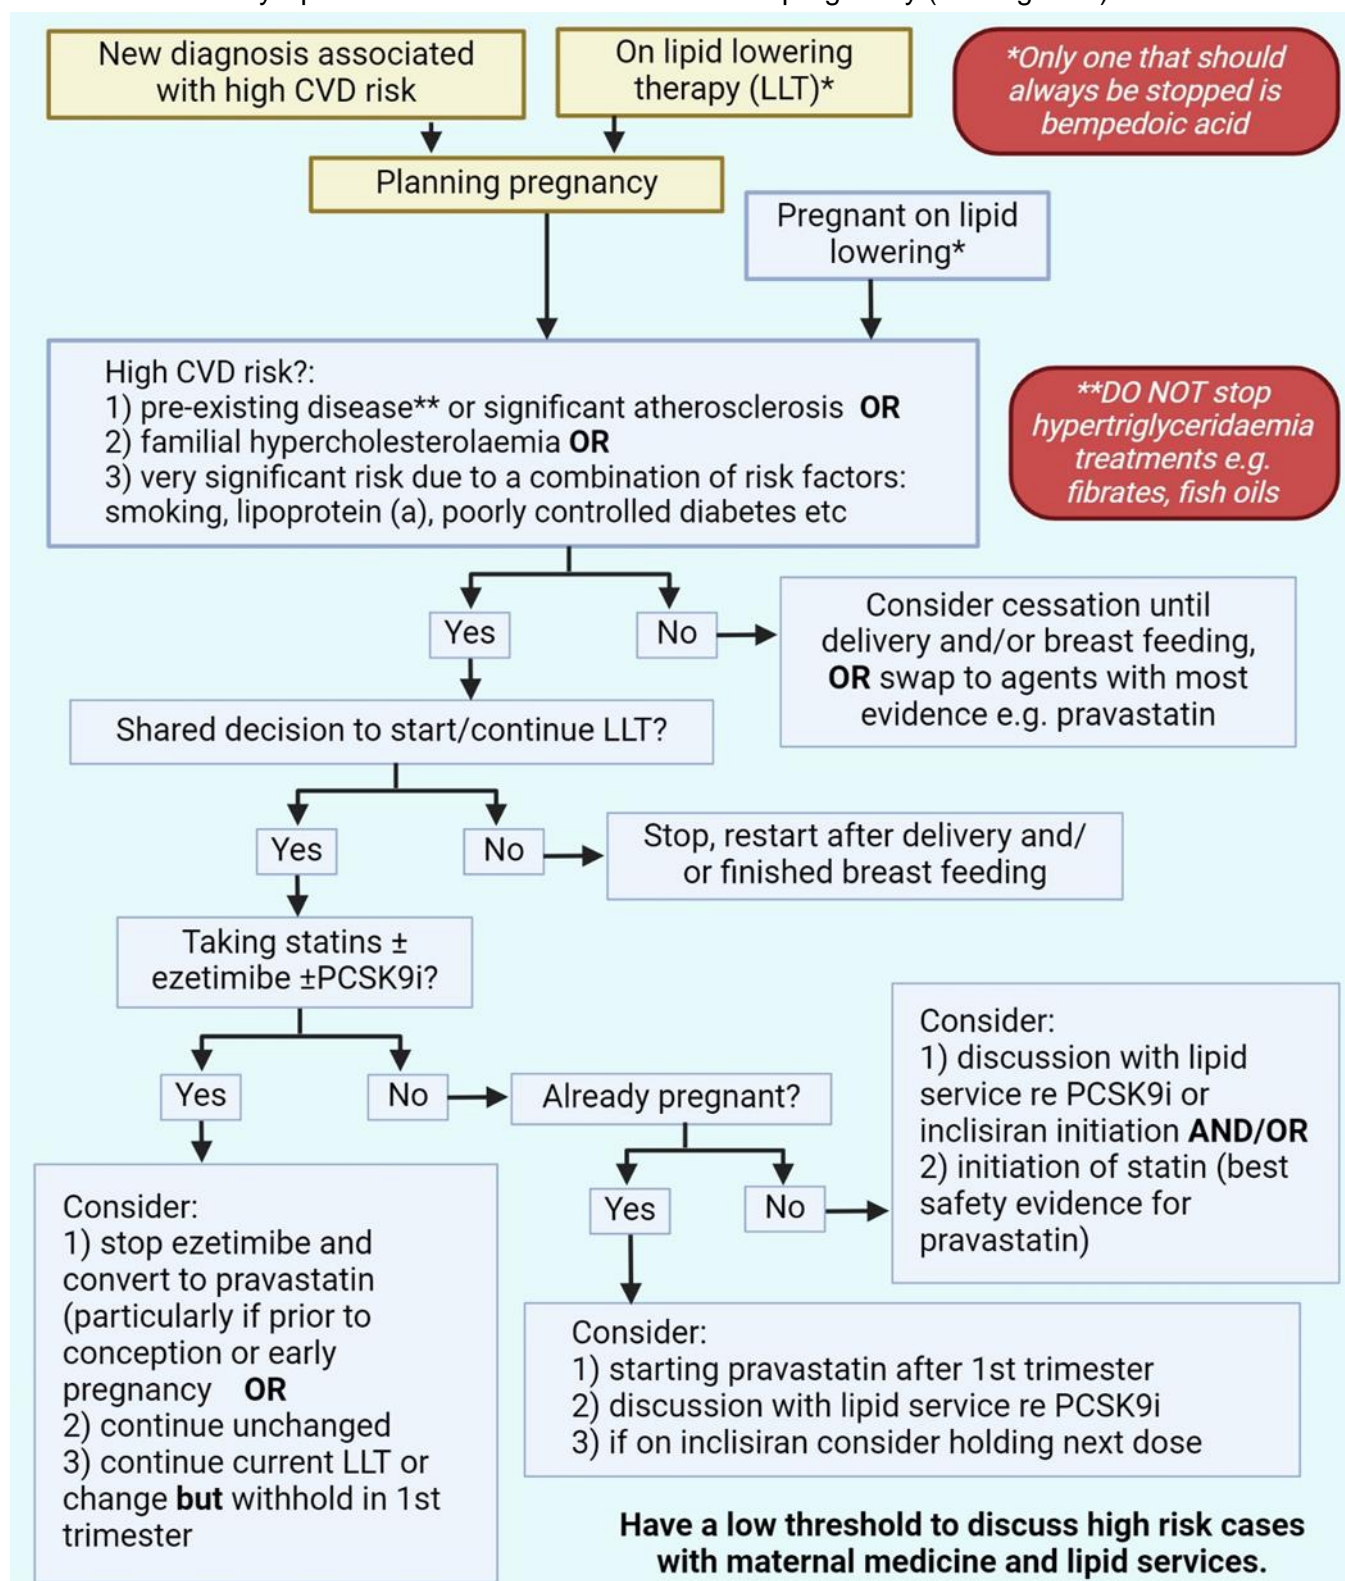 New diagnosis associated
with high CVD risk
On lipid lowering
therapy (LLT)*
*Only one that should
always be stopped is
bempedoic acid
Planning pregnancy
Pregnant on lipid
lowering*
High CVD risk?:
1) pre-existing disease** or significant atherosclerosis OR
2) familial hypercholesterolaemia OR
3) very significant risk due to a combination of risk factors:
smoking, lipoprotein (a), poorly controlled diabetes etc
**DO NOT stop
hypertriglyceridaemia
treatments e.g.
fibrates, fish oils
Yes
No
Consider cessation until
delivery and/or breast feeding,
OR swap to agents with most
evidence e.g. pravastatin
Shared decision to start/continue LLT?
Yes
No
Stop, restart after delivery and/
or finished breast feeding
Taking statins ±
ezetimibe ±PCSK9i?
Yes
No
Already pregnant?
Consider:
1) discussion with lipid
service re PCSK9i or
inclisiran initiation AND/OR
2) initiation of statin (best
safety evidence for
pravastatin)
Yes
No
Consider:
1) stop ezetimibe and
convert to pravastatin
(particularly if prior to
conception or early
pregnancy OR
2) continue unchanged
3) continue current LLT or
change but withhold in 1st
trimester
Consider:
1) starting pravastatin after 1st trimester
2) discussion with lipid service re PCSK9i
3) if on inclisiran consider holding next dose
Have a low threshold to discuss high risk cases
with maternal medicine and lipid services.